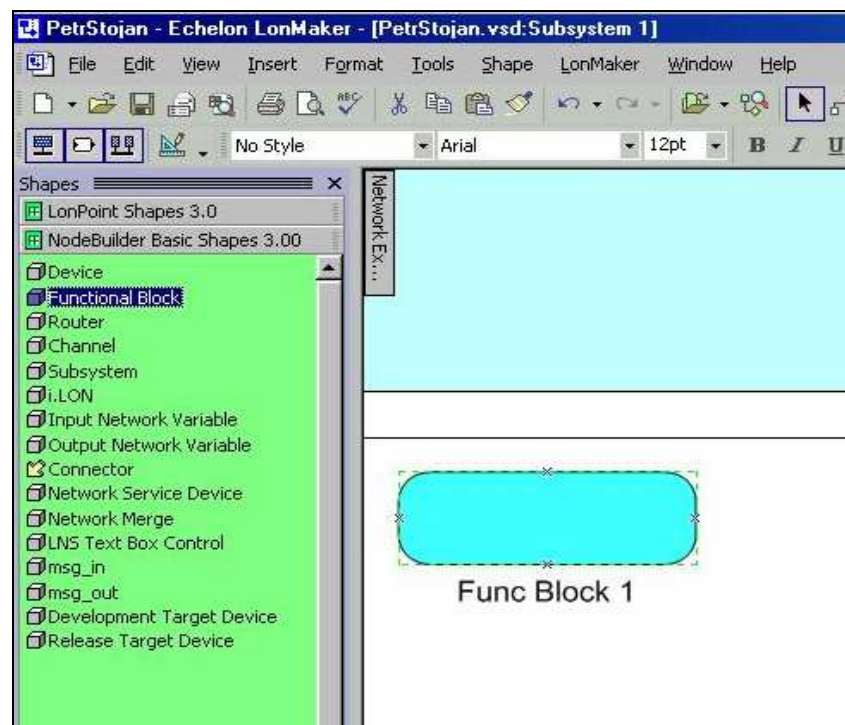 PetrStojan - Echelon LonMaker - [PetrStojan.vsd:Subsystem 1]
File Edit View Insert Format Tools Shape LonMaker Window Help
ABC
No Style Arial 12pt B I U
Shapes
LonPoint Shapes 3.0
NodeBuilder Basic Shapes 3.00
Device
Functional Block
Router
Channel
Subsystem
i.LON
Input Network Variable
Output Network Variable
Connector
Network Service Device
Network Merge
LNS Text Box Control
msg_in
msg_out
Development Target Device
Release Target Device
Network Ex...
Func Block 1